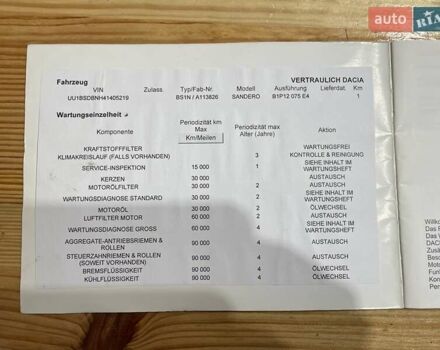 auto RIA
Fahrzeug
VERTRAULICH DACIA
VIN Zulass. Typ/Fab-Nr. Modell Ausführung Lieferdat. Km
UU1BSDBNH41405219 BS1N / A113826 SANDERO B1P12 075 E4 1
Wartungseinzelheit
Komponente Periodizität km Max Periodizität max Alter (Jahre) Aktion
Km/Meilen
KRAFTSTOFFFILTER WARTUNGSFREI
KLIMAKREISLAUF (FALLS VORHANDEN) 3 KONTROLLE & REINIGUNG
SERVICE-INSPEKTION 15 000 1 SIEHE INHALT IM WARTUNGSHEFT
KERZEN 30 000 AUSTAUSCH
MOTORÖLFILTER 30 000 2 AUSTAUSCH
WARTUNGSDIAGNOSE STANDARD 30 000 2 SIEHE INHALT IM WARTUNGSHEFT
MOTORÖL 30 000 2 ÖLWECHSEL
LUFTFILTER MOTOR 60 000 2 AUSTAUSCH
WARTUNGSDIAGNOSE GROSS 60 000 4 SIEHE INHALT IM WARTUNGSHEFT
AGGREGATE-ANTRIEBSRIEMEN & ROLLEN 90 000 4 AUSTAUSCH
STEUERZAHNRIEMEN & ROLLEN (SOWEIT VORHANDEN) 90 000 4 AUSTAUSCH
BREMSFLÜSSIGKEIT 90 000 4 ÖLWECHSEL
KÜHLFLÜSSIGKEIT 90 000 4 AUSTAUSCH